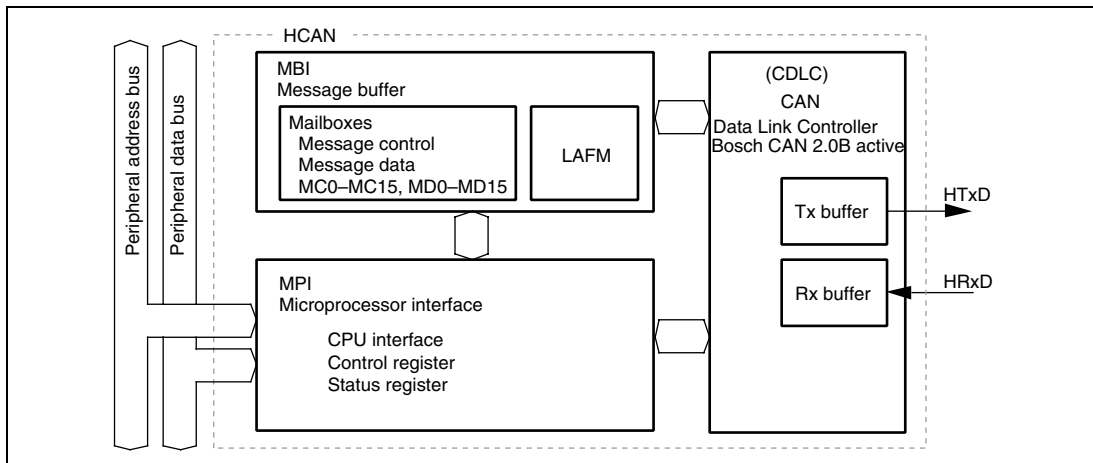 HCAN
Peripheral address bus
Peripheral data bus
MBI
Message buffer
Mailboxes
Message control
Message data
MC0–MC15, MD0–MD15
LAFM
MPI
Microprocessor interface
CPU interface
Control register
Status register
(CDLC)
CAN
Data Link Controller
Bosch CAN 2.0B active
Tx buffer
HTxD
Rx buffer
HRxD